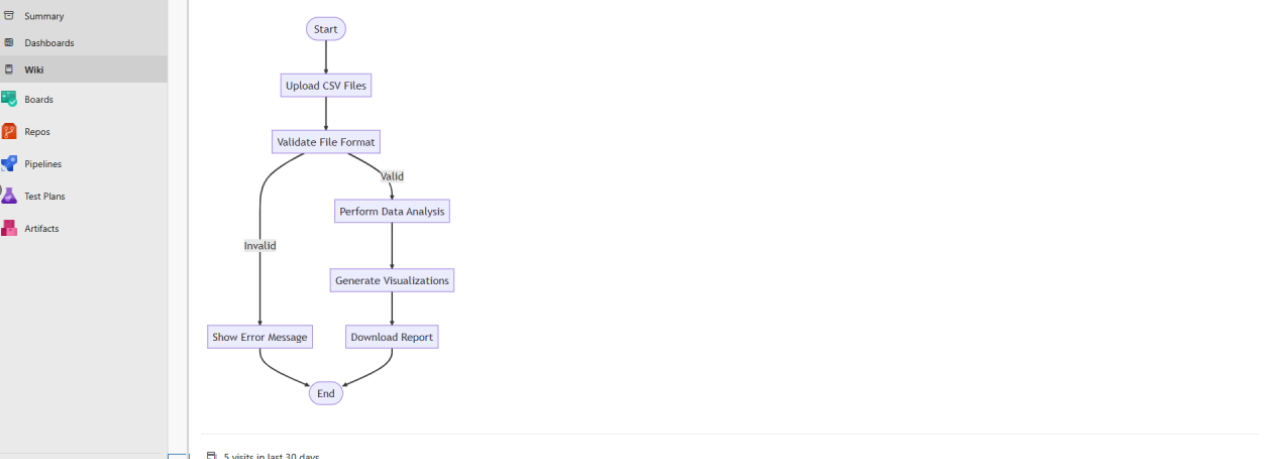 Summary
Dashboards
Wiki
Boards
Repos
Pipelines
Test Plans
Artifacts
Start
Upload CSV Files
Validate File Format
Valid
Perform Data Analysis
Invalid
Generate Visualizations
Show Error Message
Download Report
End
5 visits in last 30 days